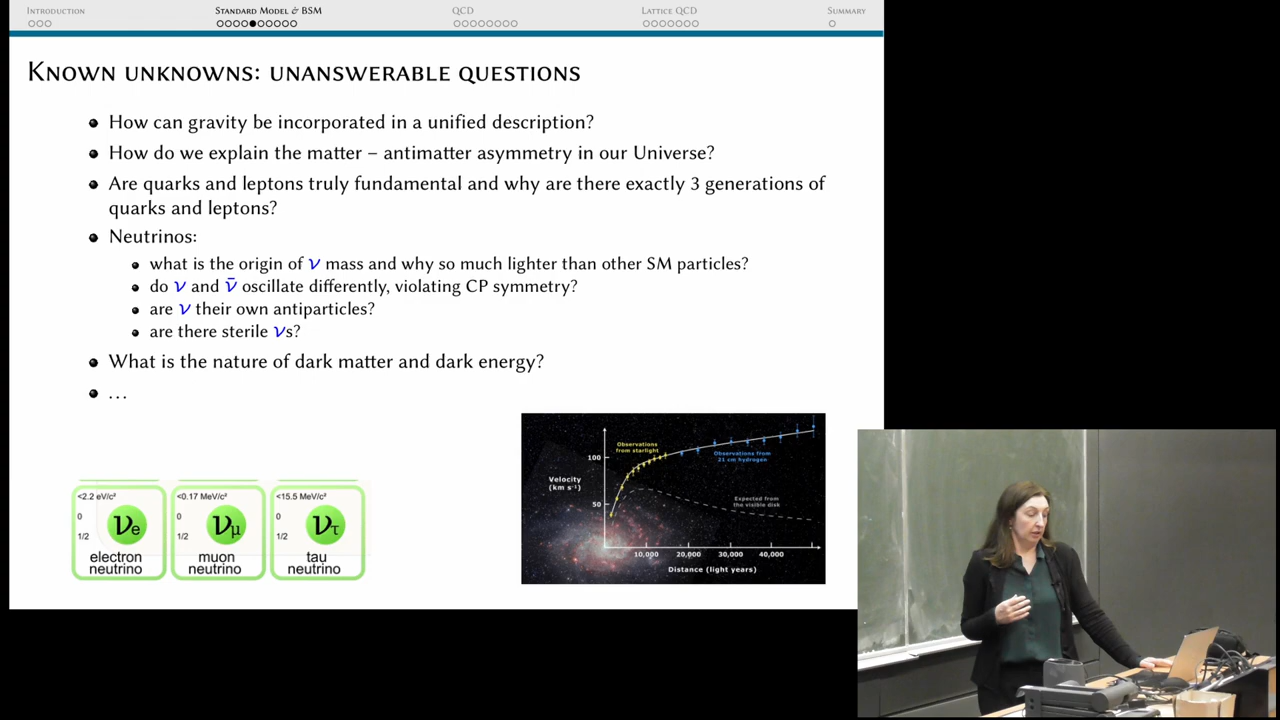 Introduction
Standard Model & BSM
QCD
Lattice QCD
Summary
Known unknowns: unanswerable questions
How can gravity be incorporated in a unified description?
How do we explain the matter – antimatter asymmetry in our Universe?
Are quarks and leptons truly fundamental and why are there exactly 3 generations of
quarks and leptons?
Neutrinos:
what is the origin of ν mass and why so much lighter than other SM particles?
do ν and ν̄ oscillate differently, violating CP symmetry?
are ν their own antiparticles?
are there sterile νs?
What is the nature of dark matter and dark energy?
...
<2.2 eV/c²
0
1/2
νe
electron
neutrino
<0.17 MeV/c²
0
1/2
νμ
muon
neutrino
<15.5 MeV/c²
0
1/2
ντ
tau
neutrino
Observations
from starlight
Observations from
21 cm hydrogen
100
Velocity
(km s⁻¹)
50
Expected from
the visible disk
10,000 20,000 30,000 40,000
Distance (light years)